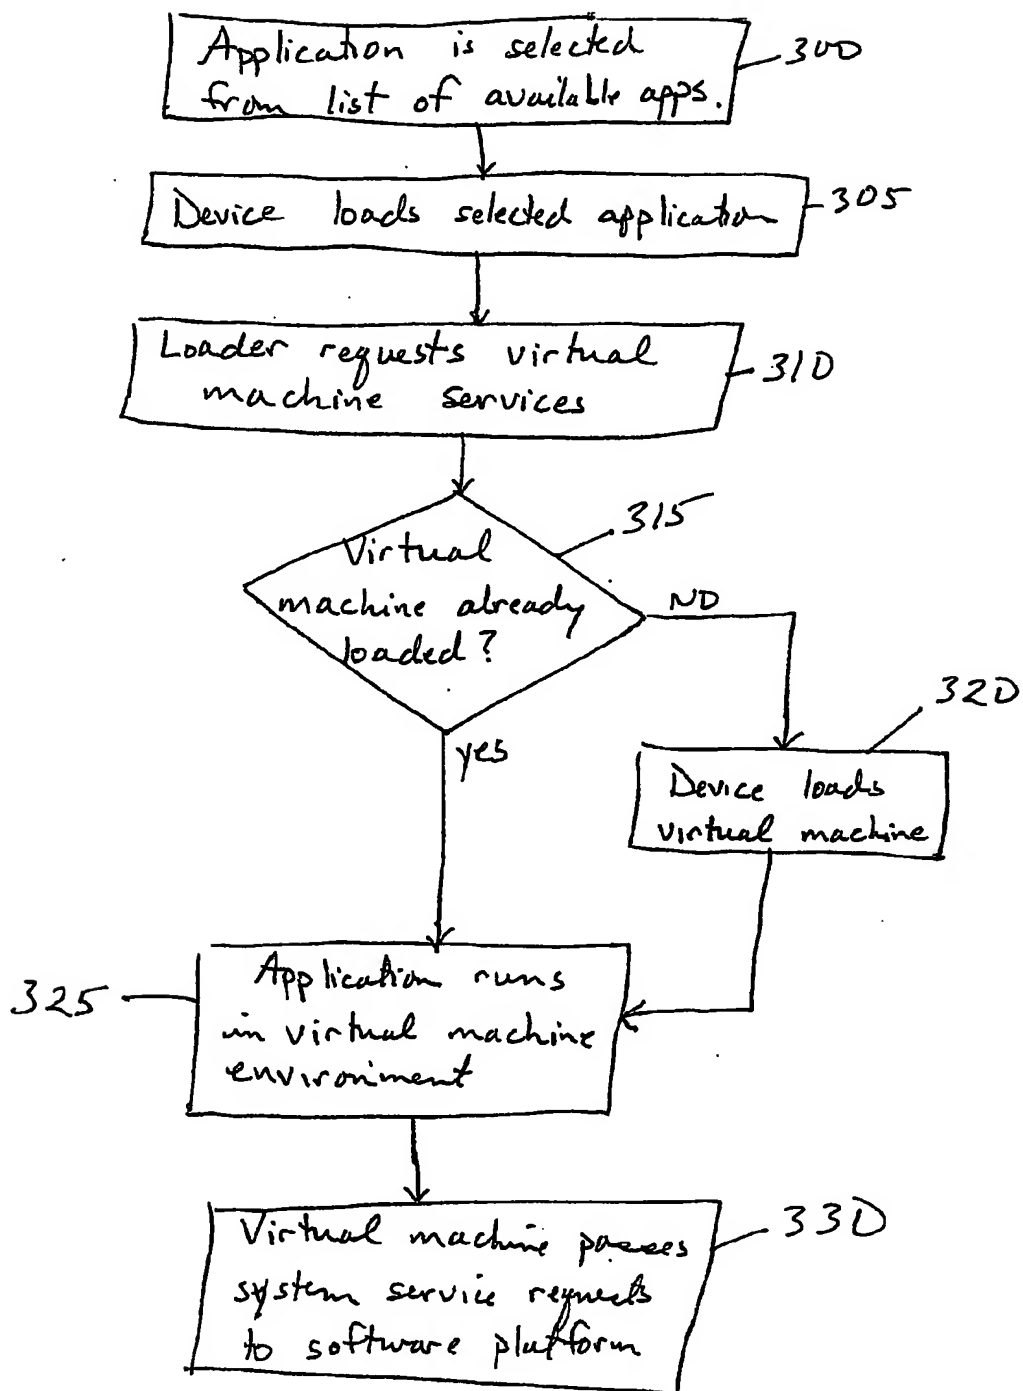 Application is selected
from list of available apps.
300
Device loads selected application
305
Loader requests virtual
machine services
310
Virtual
machine already
loaded?
315
NO
yes
320
Device loads
virtual machine
325
Application runs
in virtual machine
environment
Virtual machine passes
system service requests
to software platform
330